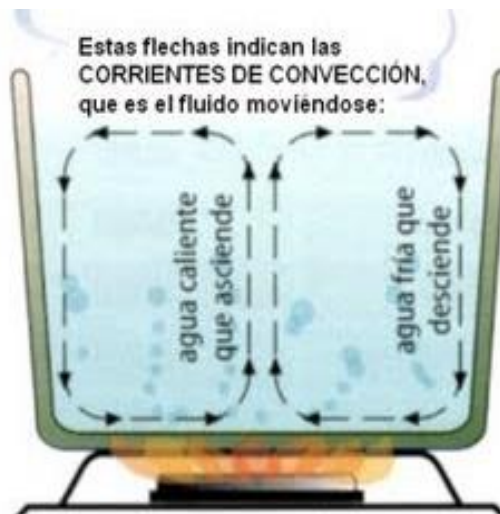 Estas flechas indican las
CORRIENTES DE CONVECCIÓN,
que es el fluido moviéndose:
agua caliente
que asciende
agua fría que
desciende